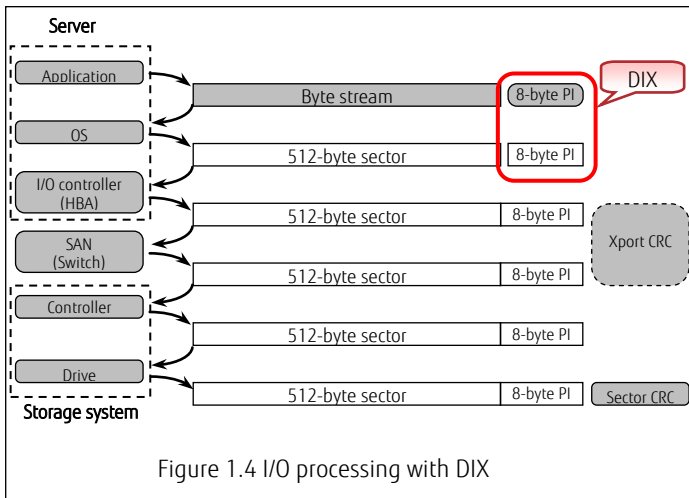 Server
Application
Byte stream
8-byte PI
DIX
OS
512-byte sector
8-byte PI
I/O controller
(HBA)
512-byte sector
8-byte PI
Xport CRC
SAN
(Switch)
512-byte sector
8-byte PI
Controller
512-byte sector
8-byte PI
Drive
512-byte sector
8-byte PI
Sector CRC
Storage system
Figure 1.4 I/O processing with DIX